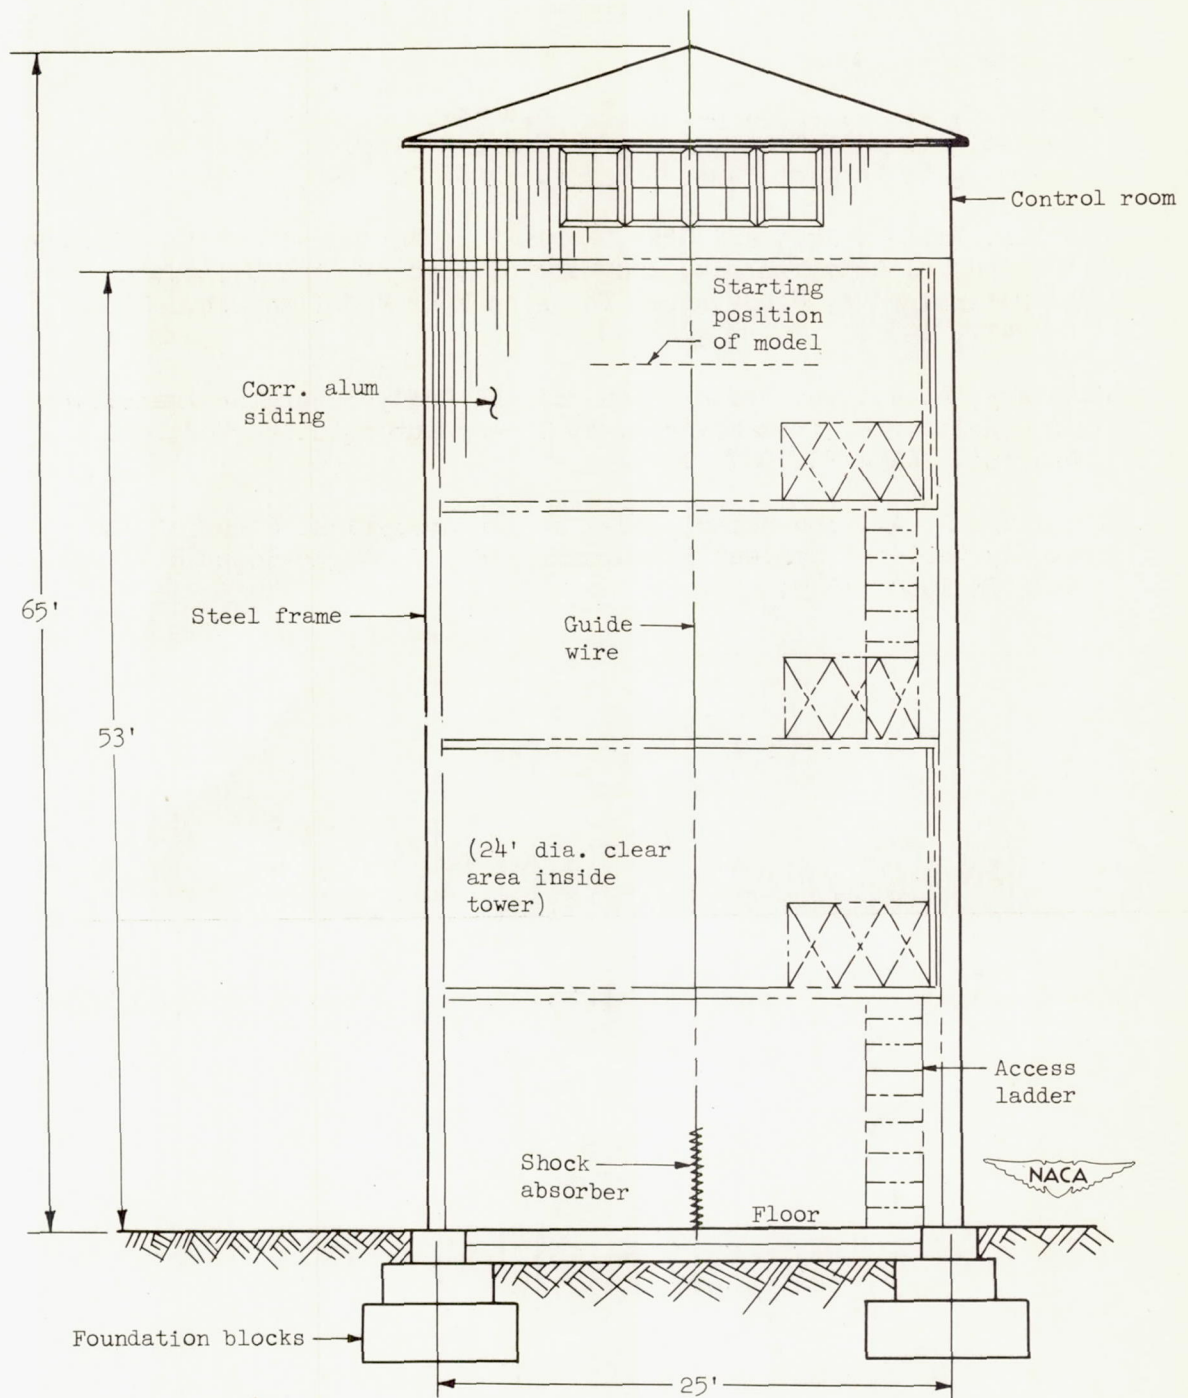 Control room
Starting
position
of model
Corr. alum
siding
65'
Steel frame
Guide
wire
53'
(24' dia. clear
area inside
tower)
Access
ladder
Shock
absorber
NACA
Floor
Foundation blocks
25'